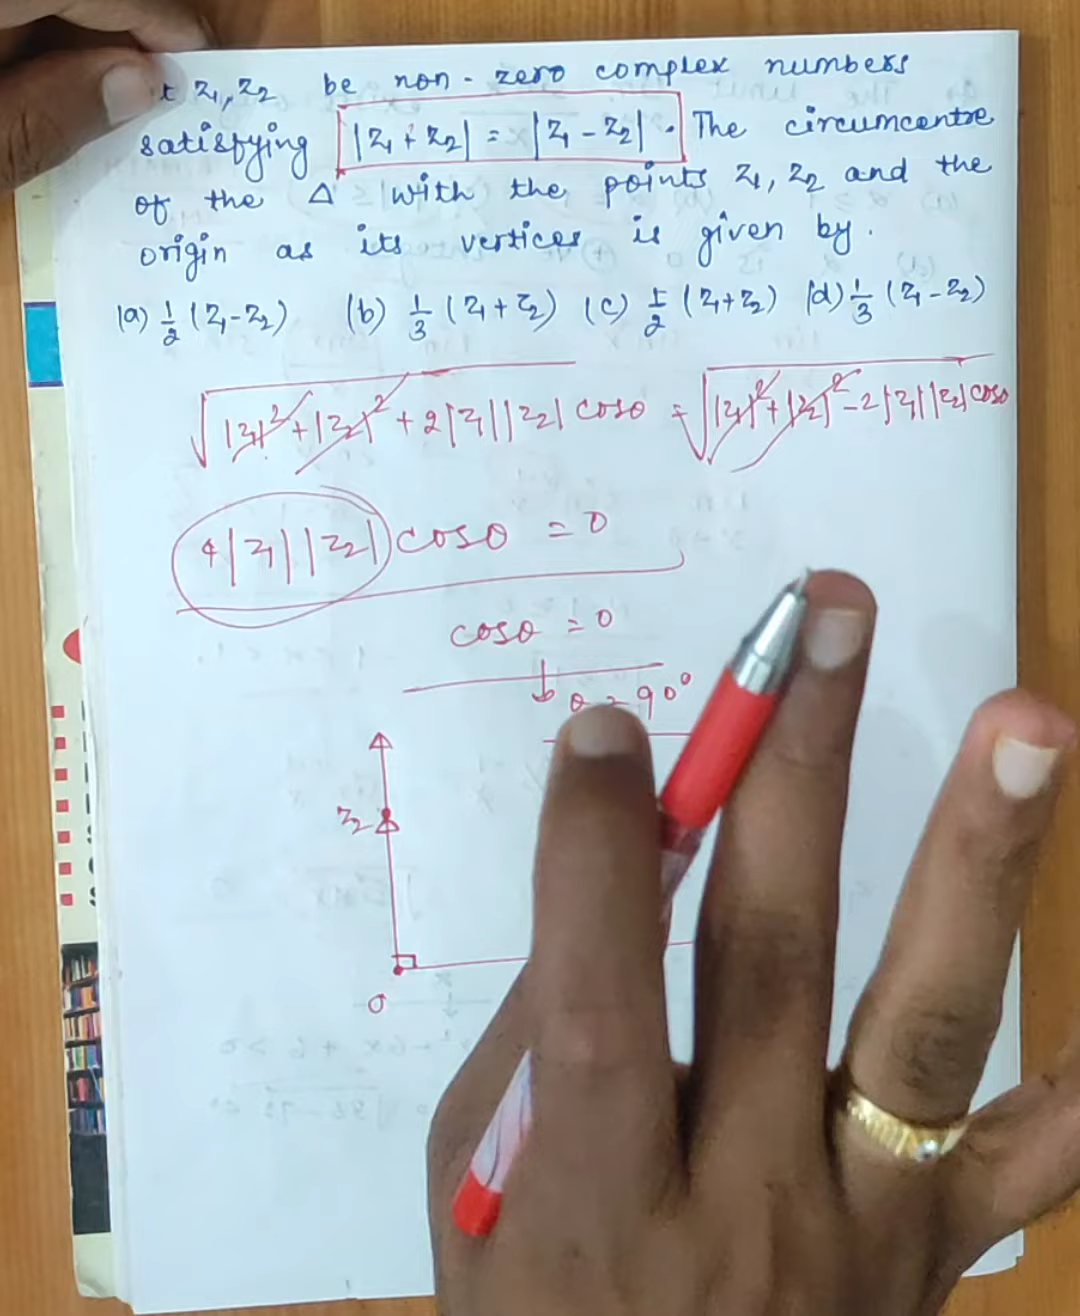 t z₁, z₂ be non-zero complex numbers
satisfying |z₁ + z₂| = |z₁ - z₂|. The circumcentre
of the Δ with the points z₁, z₂ and the
origin as its vertices is given by.
(a) 1/2 (z₁-z₂) (b) 1/3 (z₁+z₂) (c) 1/2 (z₁+z₂) (d) 1/3 (z₁-z₂)
√|z₁|²+|z₂|²+2|z₁||z₂| cosθ = √|z₁|²+|z₂|²-2|z₁||z₂| cosθ
4|z₁||z₂| cosθ = 0
cosθ = 0
θ = 90°
z₂
O